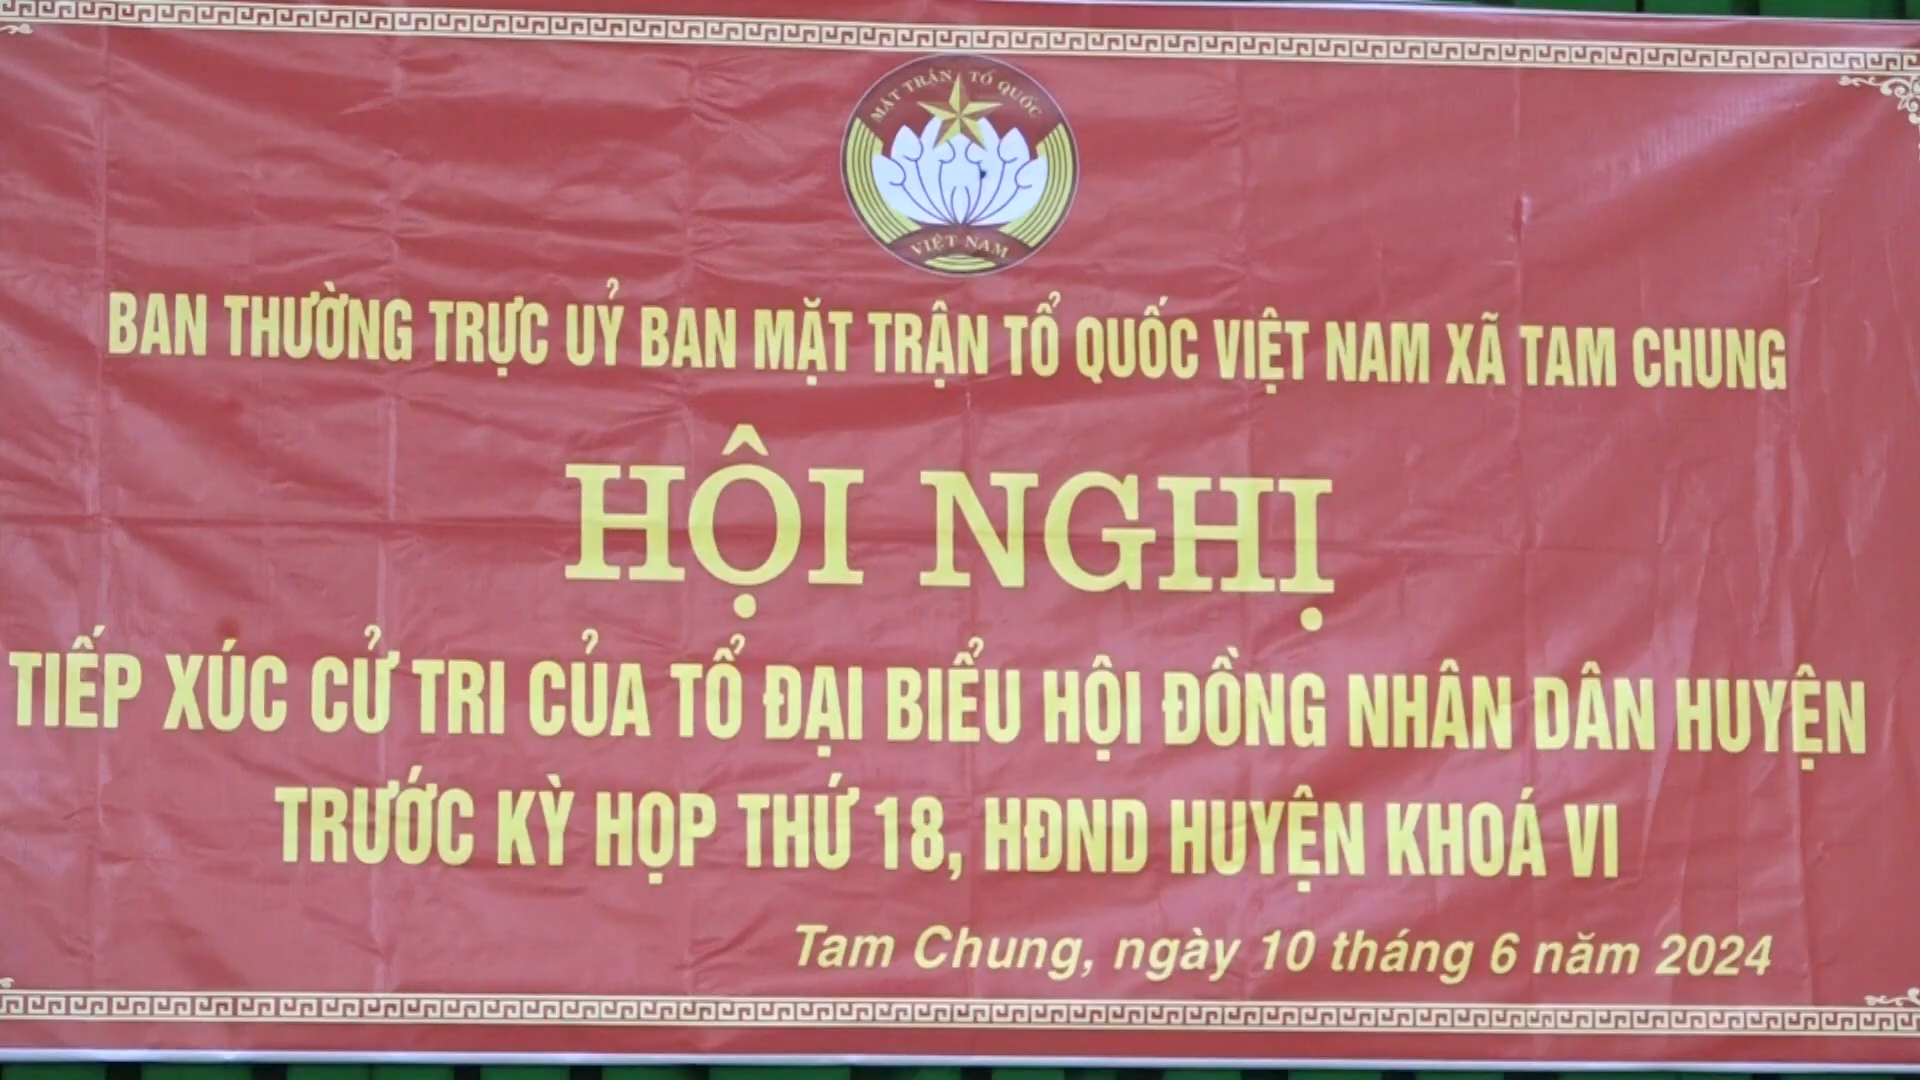 MẶT TRẬN TỔ QUỐC
VIỆT NAM
BAN THƯỜNG TRỰC UỶ BAN MẶT TRẬN TỔ QUỐC VIỆT NAM XÃ TAM CHUNG
HỘI NGHỊ
TIẾP XÚC CỬ TRI CỦA TỔ ĐẠI BIỂU HỘI ĐỒNG NHÂN DÂN HUYỆN
TRƯỚC KỲ HỌP THỨ 18, HĐND HUYỆN KHOÁ VI
Tam Chung, ngày 10 tháng 6 năm 2024